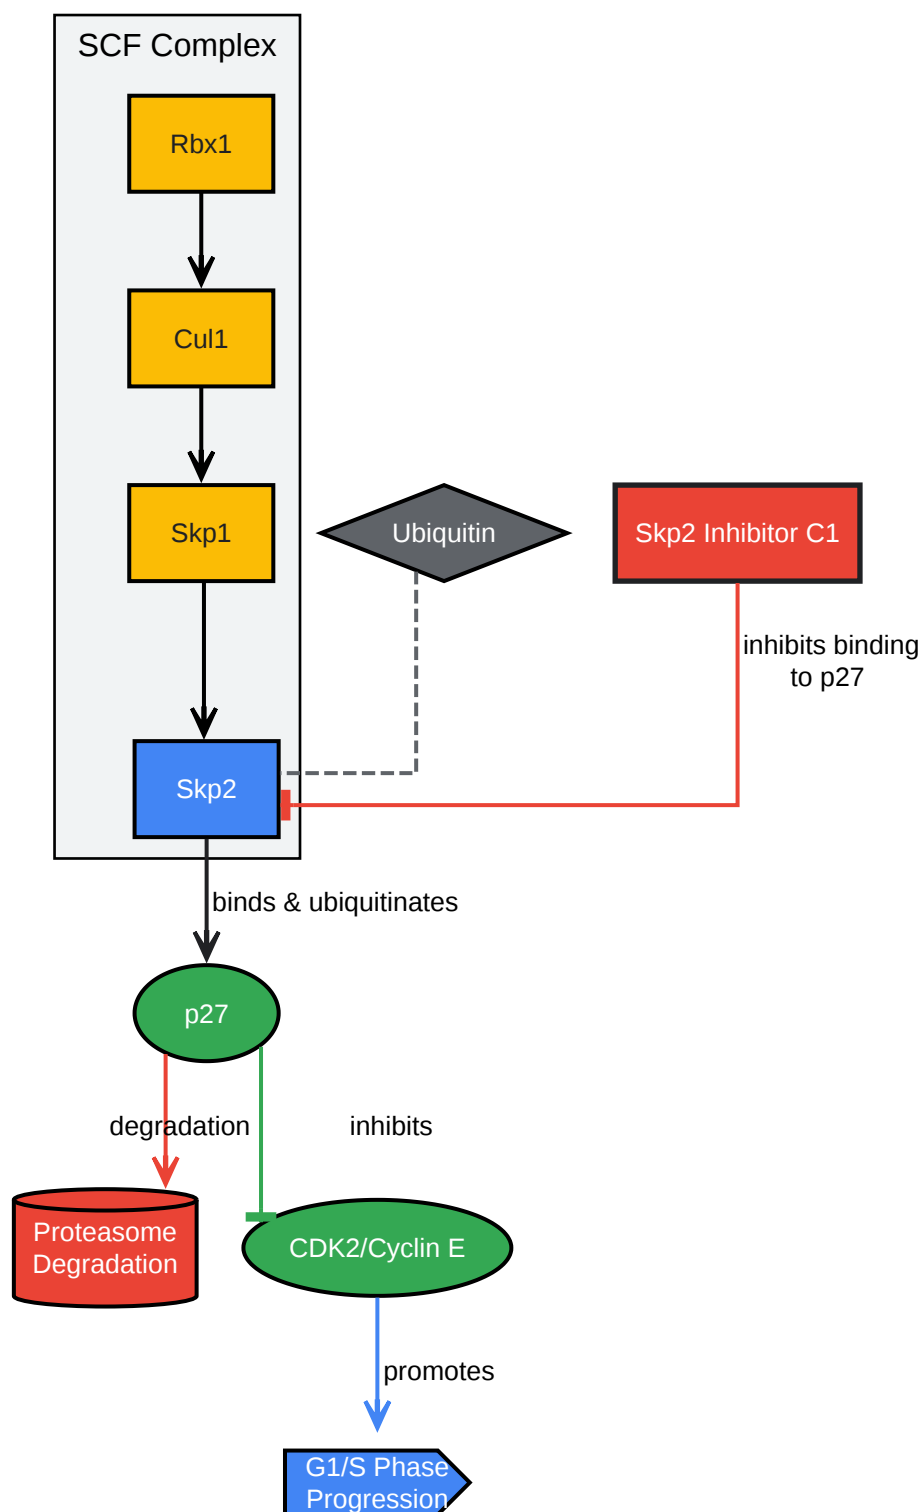 SCF Complex
Rbx1
Cul1
Skp1
Ubiquitin
Skp2 Inhibitor C1
inhibits binding
to p27
Skp2
binds & ubiquitinates
p27
degradation
inhibits
Proteasome
Degradation
CDK2/Cyclin E
promotes
G1/S Phase
Progression